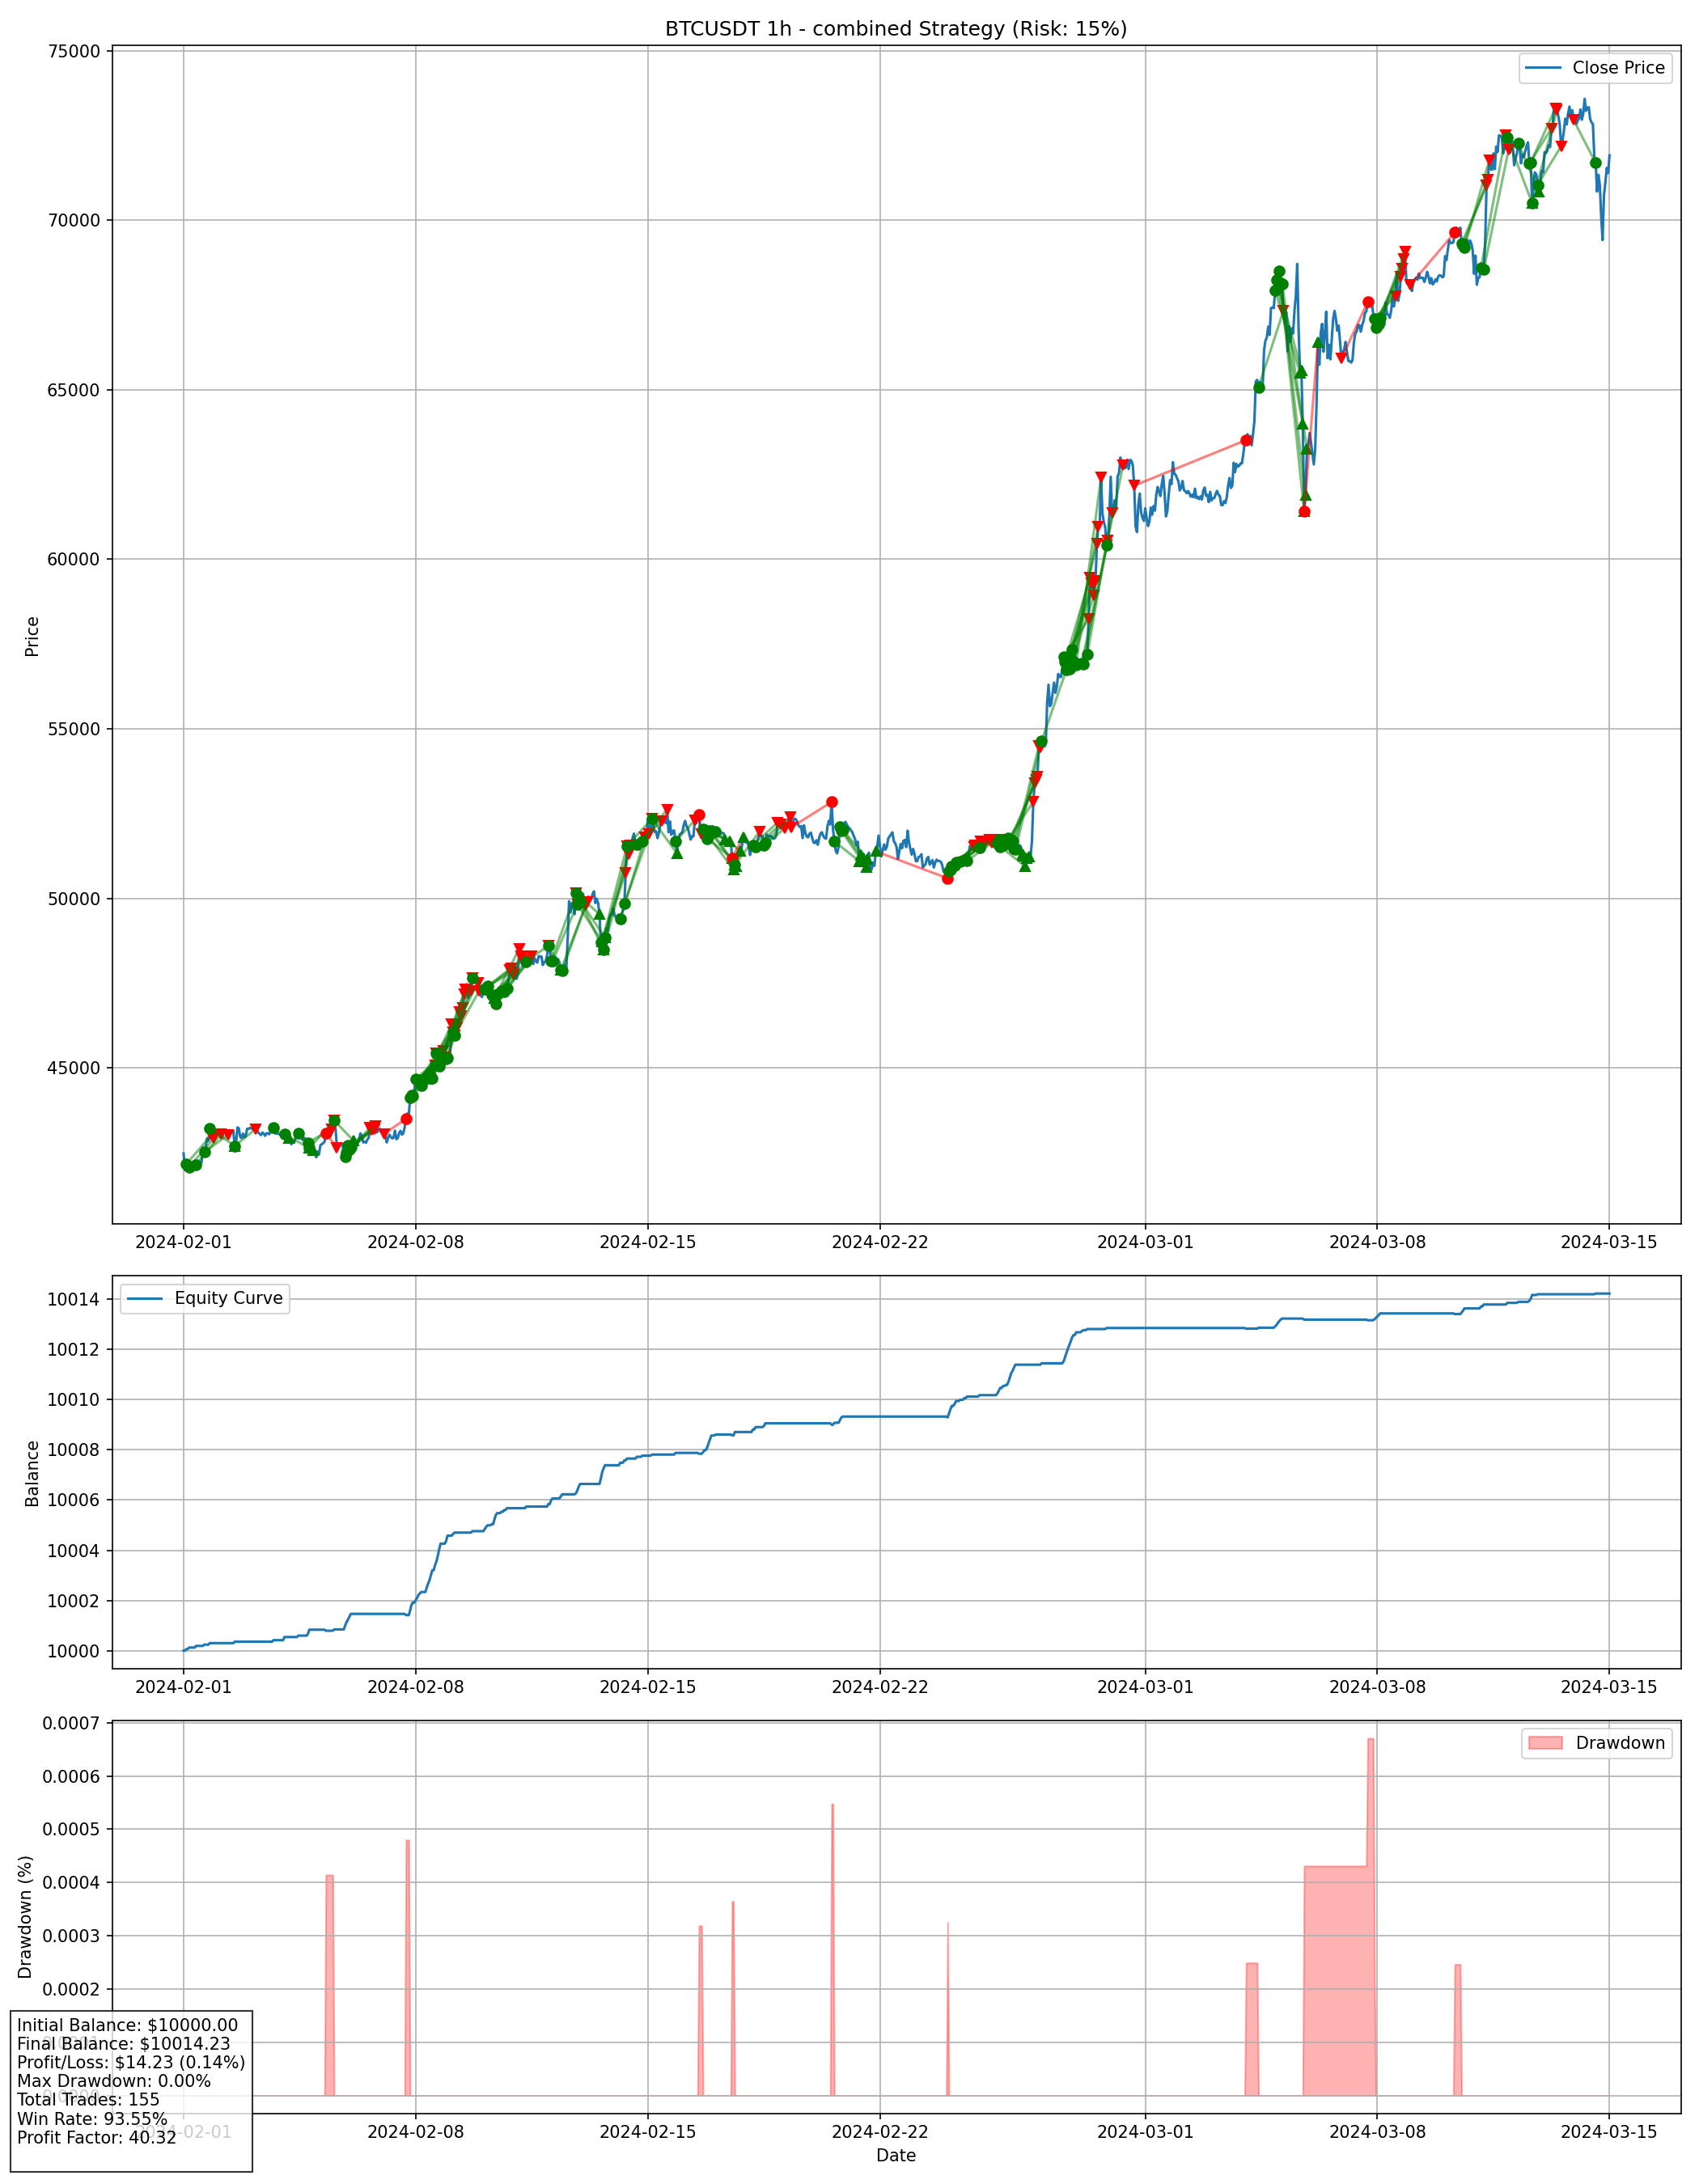 BTCUSDT 1h - combined Strategy (Risk: 15%)
Close Price
75000
70000
65000
60000
55000
50000
45000
Price
2024-02-01 2024-02-08 2024-02-15 2024-02-22 2024-03-01 2024-03-08 2024-03-15
Equity Curve
10014
10012
10010
10008
10006
10004
10002
10000
Balance
2024-02-01 2024-02-08 2024-02-15 2024-02-22 2024-03-01 2024-03-08 2024-03-15
Drawdown
0.0007
0.0006
0.0005
0.0004
0.0003
0.0002
Drawdown (%)
Initial Balance: $10000.00
Final Balance: $10014.23
Profit/Loss: $14.23 (0.14%)
Max Drawdown: 0.00%
Total Trades: 155
Win Rate: 93.55%
Profit Factor: 40.32
2024-02-01 2024-02-08 2024-02-15 2024-02-22 2024-03-01 2024-03-08 2024-03-15
Date